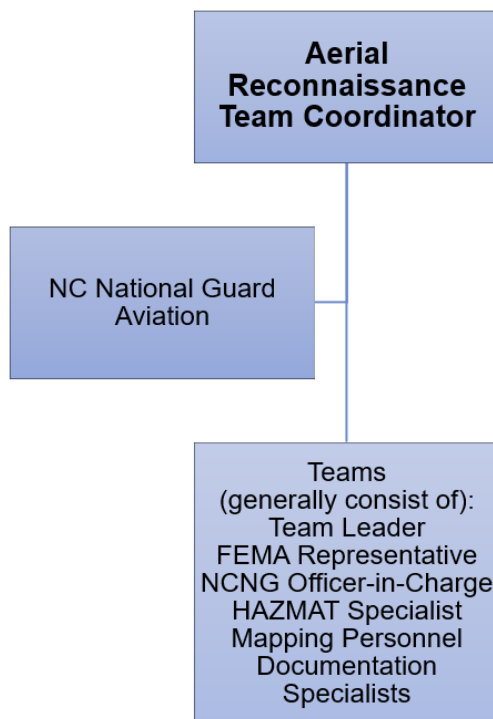 Aerial
Reconnaissance
Team Coordinator
NC National Guard
Aviation
Teams
(generally consist of):
Team Leader
FEMA Representative
NCNG Officer-in-Charge
HAZMAT Specialist
Mapping Personnel
Documentation
Specialists